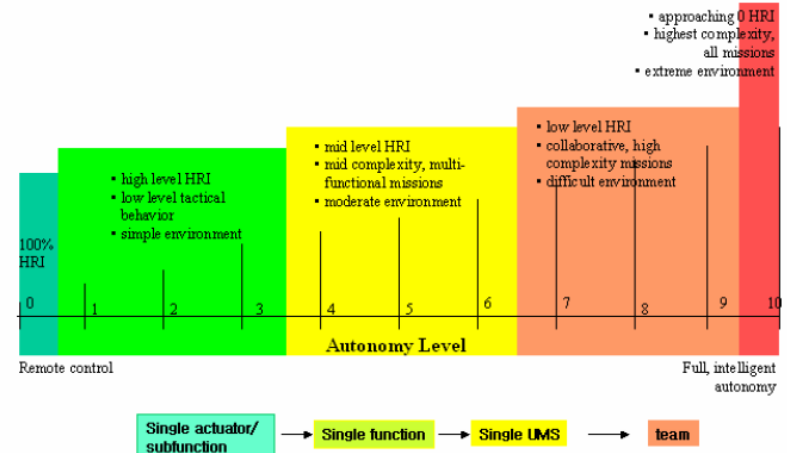 ▪ approaching 0 HRI
▪ highest complexity,
all missions
▪ extreme environment
▪ low level HRI
▪ collaborative, high
complexity missions
▪ difficult environment
▪ mid level HRI
▪ mid complexity, multi-
functional missions
▪ moderate environment
▪ high level HRI
▪ low level tactical
behavior
▪ simple environment
100%
HRI
0 1 2 3 4 5 6 7 8 9 10
Autonomy Level
Remote control
Full, intelligent
autonomy
Single actuator/
subfunction
Single function
Single UMS
team